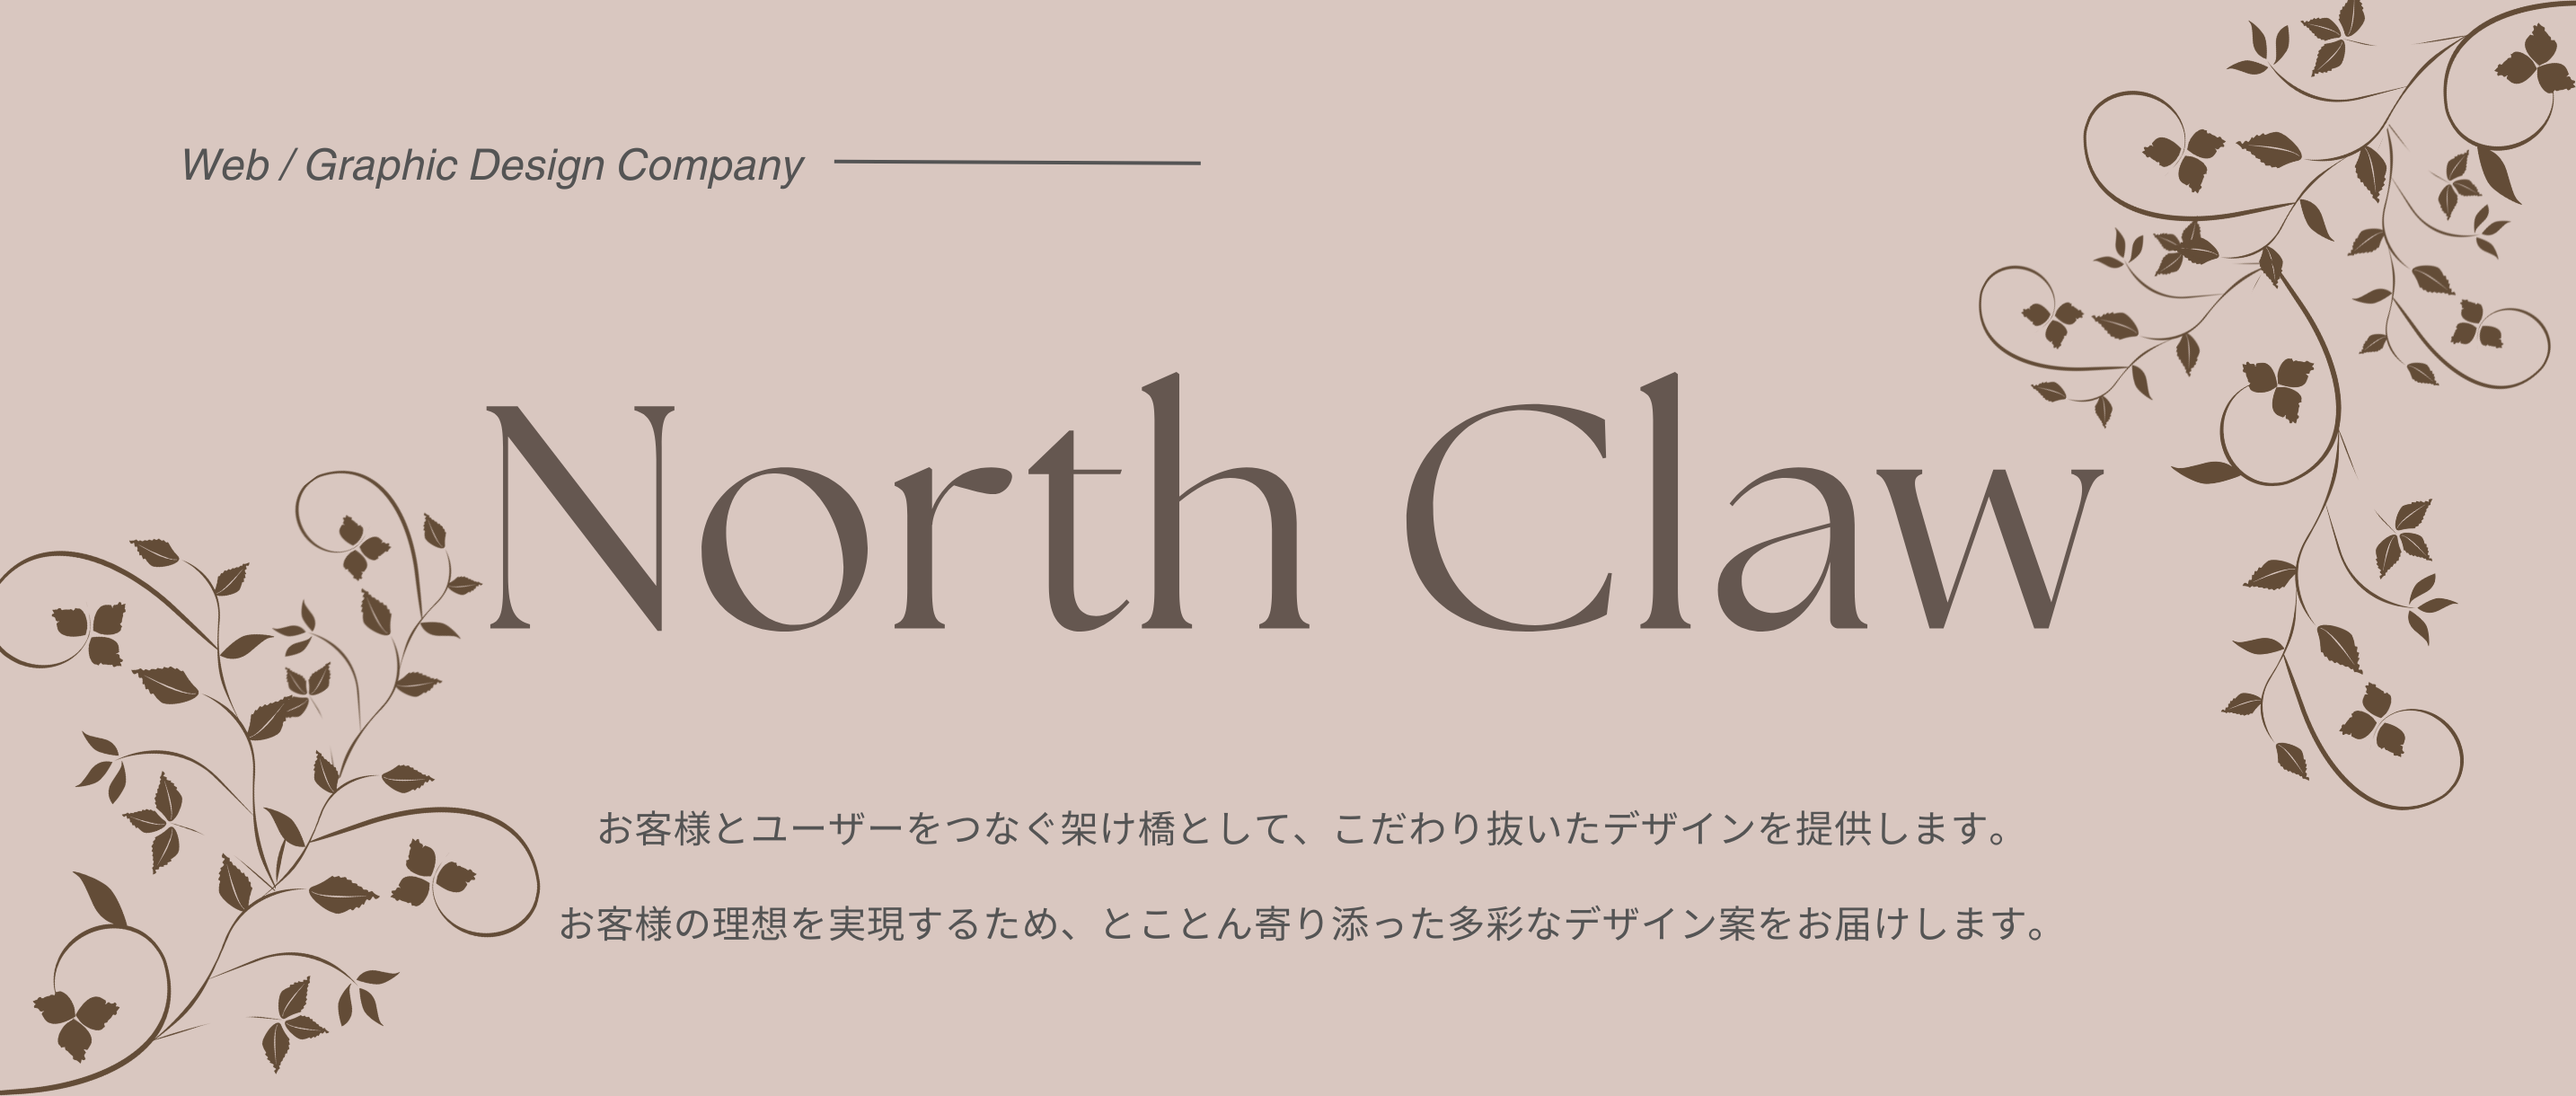 Web / Graphic Design Company
North Claw
お客様とユーザーをつなぐ架け橋として、こだわり抜いたデザインを提供します。
お客様の理想を実現するため、とことん寄り添った多彩なデザイン案をお届けします。